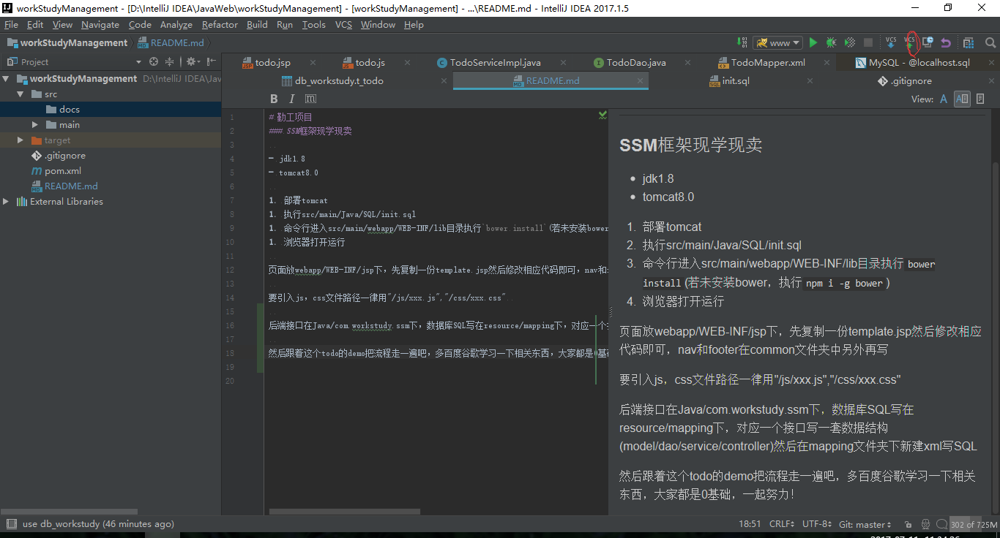 workStudyManagement - [D:\IntelliJ IDEA\JavaWeb\workStudyManagement] - [workStudyManagement] - ...\README.md - IntelliJ IDEA 2017.1.5
File Edit View Navigate Code Analyze Refactor Build Run Tools VCS Window Help
workStudyManagement README.md www VCS VCS
Project
todo.jsp todo.js TodoServiceImpl.java TodoDao.java TodoMapper.xml MySQL - @localhost.sql
db_workstudy.t_todo README.md init.sql .gitignore
B I m View: A
workStudyManagement D:\IntelliJ IDEA\Jav
src
docs
main
target
.gitignore
pom.xml
README.md
External Libraries
1 # 勤工项目
2 ### SSM框架现学现卖
3
4 - jdk1.8
5 - tomcat8.0
6
7 1. 部署tomcat
8 1. 执行src/main/Java/SQL/init.sql
9 1. 命令行进入src/main/webapp/WEB-INF/lib目录执行`bower install`(若未安装bower
10 1. 浏览器打开运行
11
12 页面放webapp/WEB-INF/jsp下，先复制一份template.jsp然后修改相应代码即可，nav和
13
14 要引入js，css文件路径一律用"/js/xxx.js","/css/xxx.css"
15
16 后端接口在Java/com.workstudy.ssm下，数据库SQL写在resource/mapping下，对应一个
17
18 然后跟着这个todo的demo把流程走一遍吧，多百度谷歌学习一下相关东西，大家都是0基础
19
20
SSM框架现学现卖
jdk1.8
tomcat8.0
1. 部署tomcat
2. 执行src/main/Java/SQL/init.sql
3. 命令行进入src/main/webapp/WEB-INF/lib目录执行 bower
install (若未安装bower，执行 npm i -g bower )
4. 浏览器打开运行
页面放webapp/WEB-INF/jsp下，先复制一份template.jsp然后修改相应
代码即可，nav和footer在common文件夹中另外再写
要引入js，css文件路径一律用"/js/xxx.js","/css/xxx.css"
后端接口在Java/com.workstudy.ssm下，数据库SQL写在
resource/mapping下，对应一个接口写一套数据结构
(model/dao/service/controller)然后在mapping文件夹下新建xml写SQL
然后跟着这个todo的demo把流程走一遍吧，多百度谷歌学习一下相关
东西，大家都是0基础，一起努力！
use db_workstudy (46 minutes ago) 18:51 CRLF UTF-8 Git: master 302 of 725M